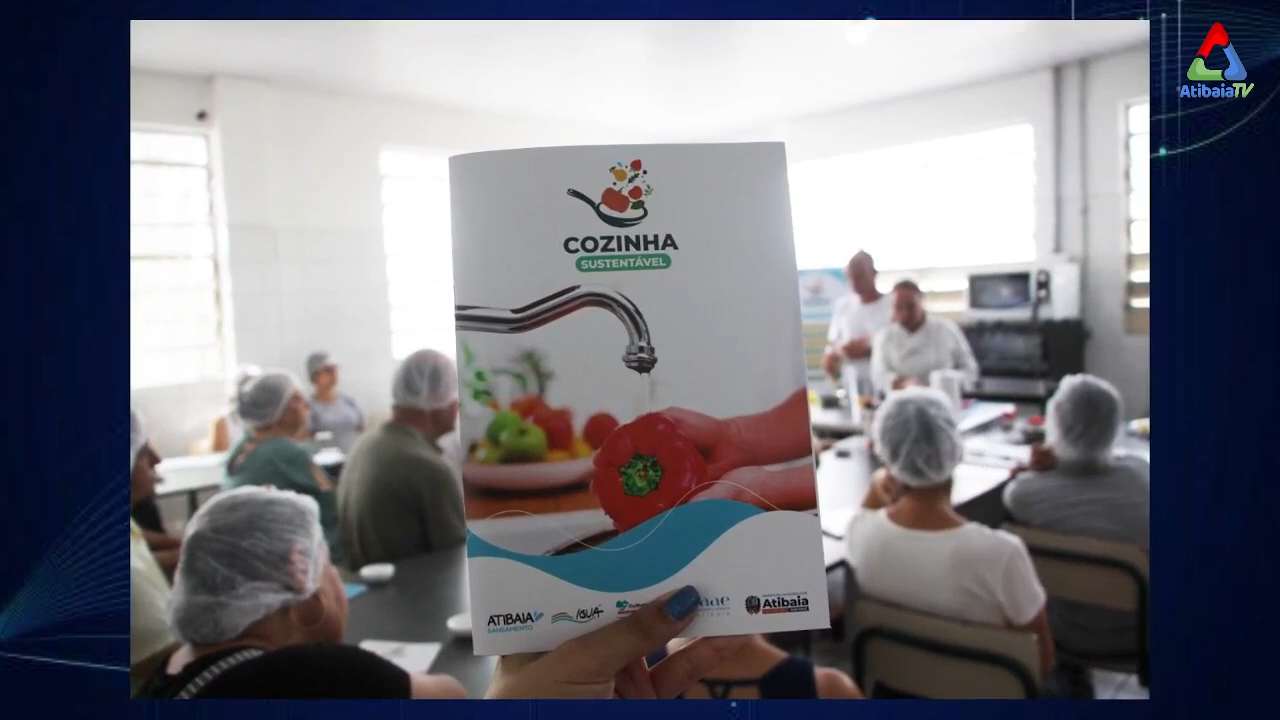 AtibaiaTV
COZINHA
SUSTENTÁVEL
ATIBAIA
SANEAMENTO
IGUÁ
Atibaia